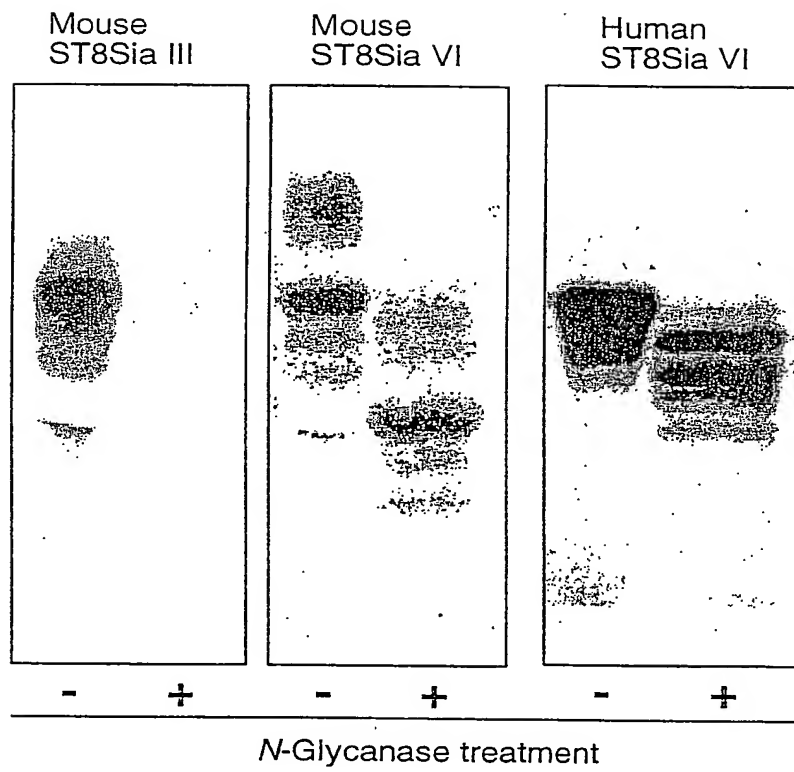 Mouse
ST8Sia III
Mouse
ST8Sia VI
Human
ST8Sia VI
- + - + - +
N-Glycanase treatment